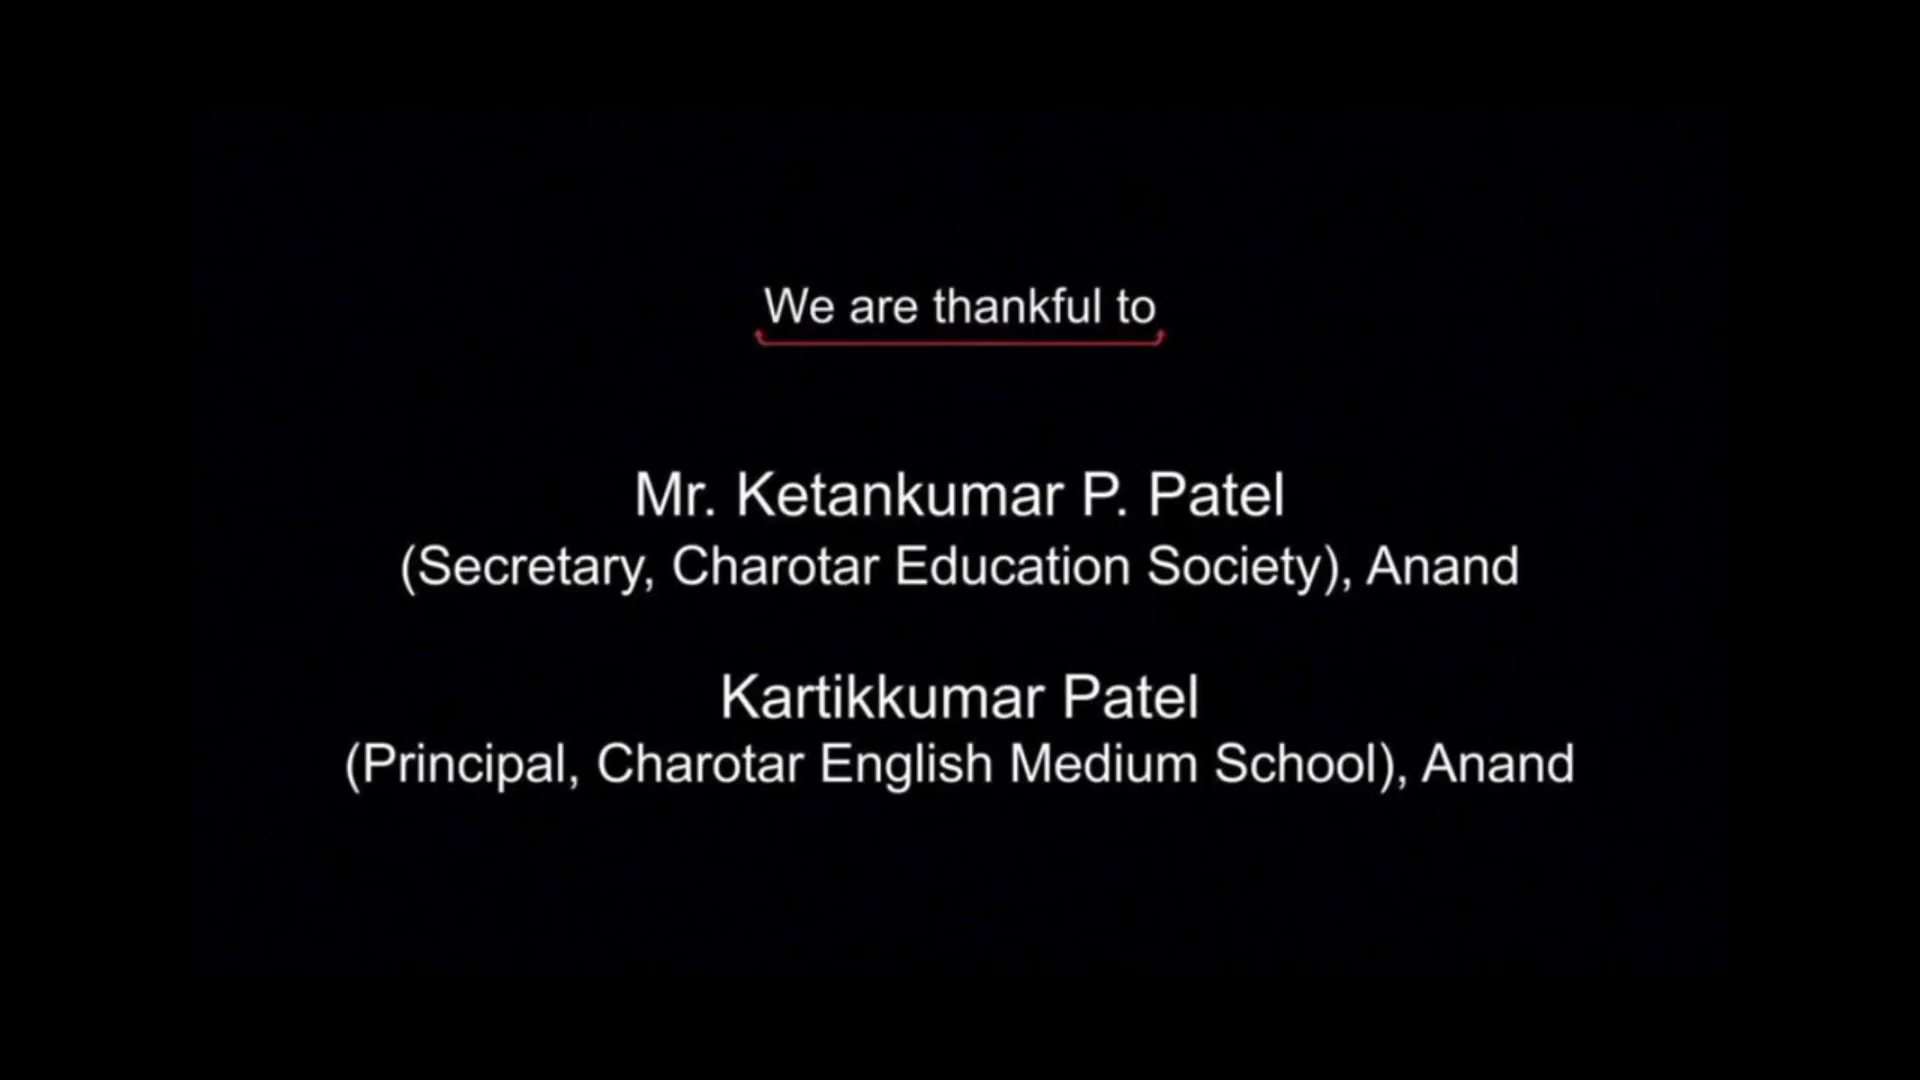 We are thankful to
Mr. Ketankumar P. Patel
(Secretary, Charotar Education Society), Anand
Kartikkumar Patel
(Principal, Charotar English Medium School), Anand